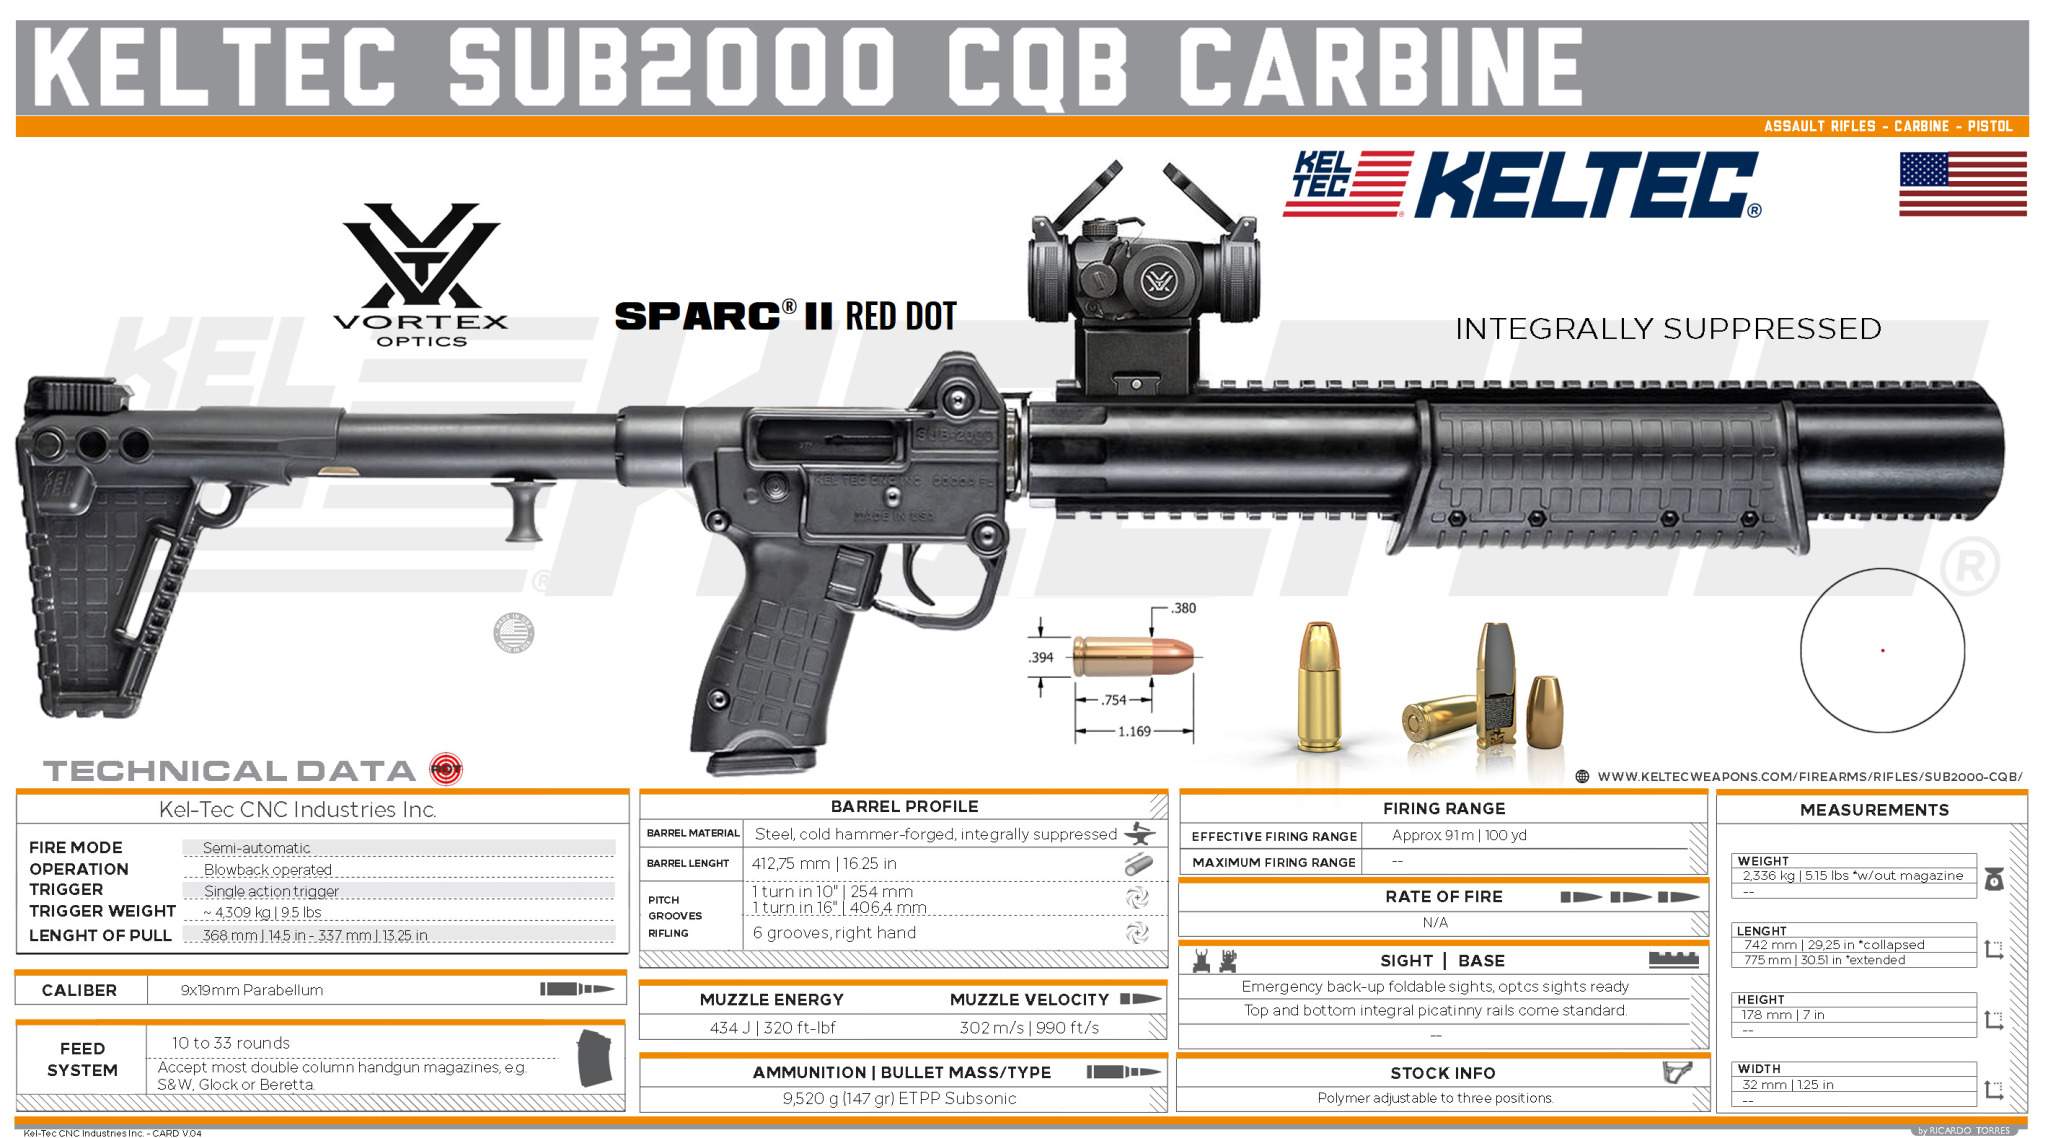 KELTEC SUB2000 CQB CARBINE
ASSAULT RIFLES - CARBINE - PISTOL
KEL TEC
KELTEC®
VORTEX
OPTICS
SPARC® II RED DOT
INTEGRALLY SUPPRESSED
SUB-2000
KEL TEC CNC INC
MADE IN USA
.380
.394
.754
1.169
TECHNICAL DATA
WWW.KELTECWEAPONS.COM/FIREARMS/RIFLES/SUB2000-CQB/
Kel-Tec CNC Industries Inc.
FIRE MODE Semi-automatic
OPERATION Blowback operated
TRIGGER Single action trigger
TRIGGER WEIGHT ~ 4,309 kg | 9.5 lbs
LENGHT OF PULL 368 mm | 14.5 in - 337 mm | 13.25 in
CALIBER 9x19mm Parabellum
FEED SYSTEM
10 to 33 rounds
Accept most double column handgun magazines, e.g.
S&W, Glock or Beretta.
BARREL PROFILE
BARREL MATERIAL Steel, cold hammer-forged, integrally suppressed
BARREL LENGHT 412,75 mm | 16.25 in
PITCH
GROOVES
RIFLING
1 turn in 10" | 254 mm
1 turn in 16" | 406,4 mm
6 grooves, right hand
MUZZLE ENERGY MUZZLE VELOCITY
434 J | 320 ft-lbf 302 m/s | 990 ft/s
AMMUNITION | BULLET MASS/TYPE
9,520 g (147 gr) ETPP Subsonic
FIRING RANGE
EFFECTIVE FIRING RANGE Approx 91 m | 100 yd
MAXIMUM FIRING RANGE --
RATE OF FIRE
N/A
SIGHT | BASE
Emergency back-up foldable sights, optcs sights ready
Top and bottom integral picatinny rails come standard.
--
STOCK INFO
Polymer adjustable to three positions.
MEASUREMENTS
WEIGHT
2,336 kg | 5.15 lbs *w/out magazine
--
LENGHT
742 mm | 29,25 in *collapsed
775 mm | 30.51 in *extended
HEIGHT
178 mm | 7 in
--
WIDTH
32 mm | 1.25 in
--
Kel-Tec CNC Industries Inc. - CARD V.04
by RICARDO TORRES